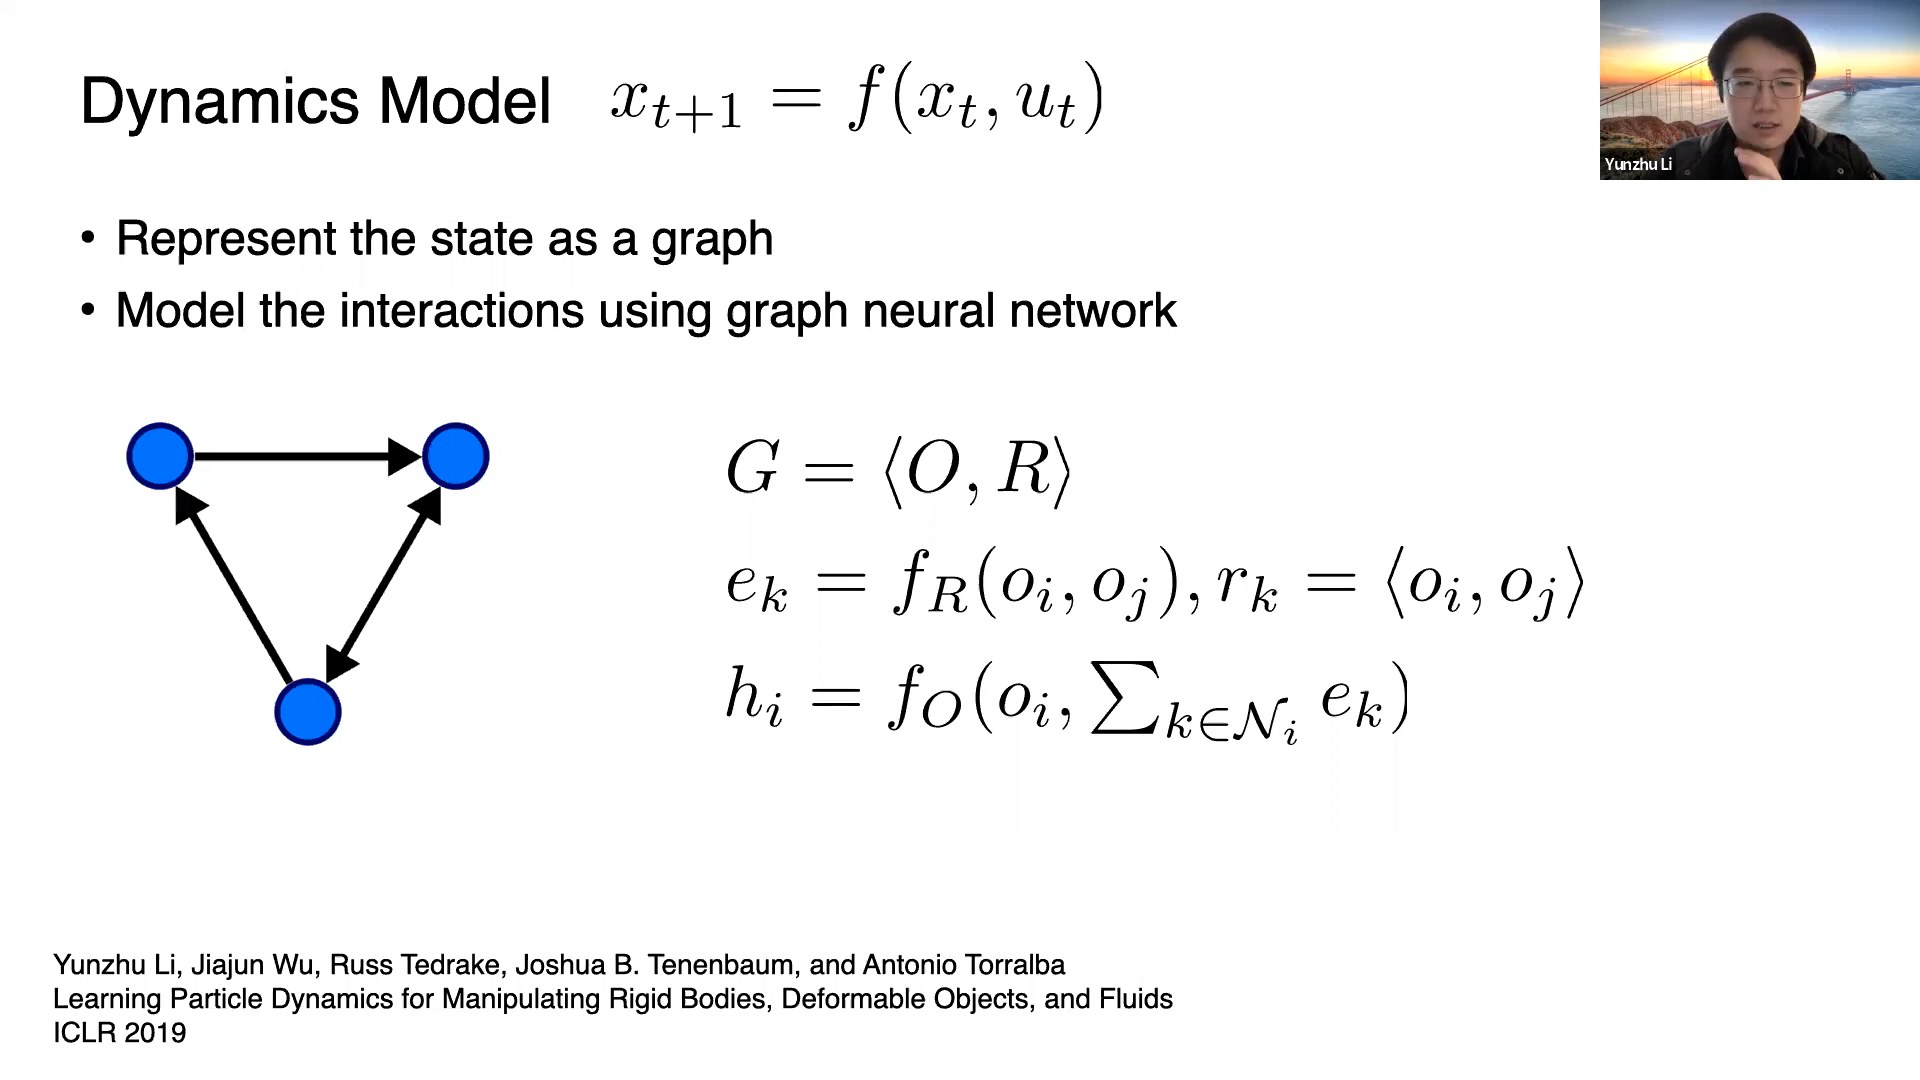 Dynamics Model x_{t+1} = f(x_t, u_t)
Yunzhu Li
• Represent the state as a graph
• Model the interactions using graph neural network
G = ⟨O, R⟩
e_k = f_R(o_i, o_j), r_k = ⟨o_i, o_j⟩
h_i = f_O(o_i, ∑_{k∈𝒩_i} e_k)
Yunzhu Li, Jiajun Wu, Russ Tedrake, Joshua B. Tenenbaum, and Antonio Torralba
Learning Particle Dynamics for Manipulating Rigid Bodies, Deformable Objects, and Fluids
ICLR 2019